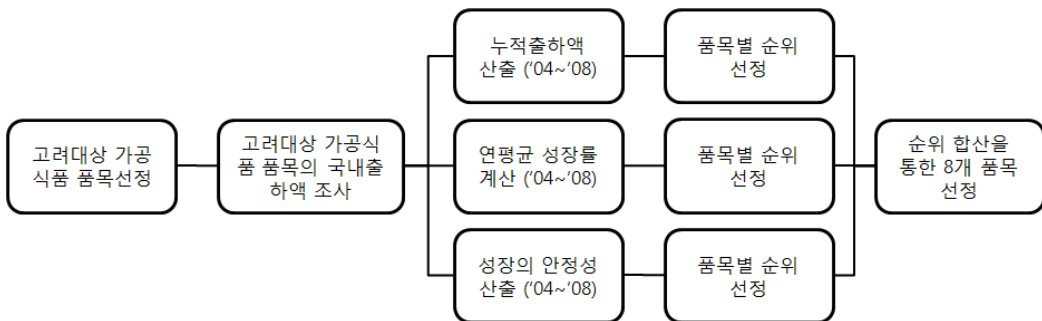 고려대상 가공
식품 품목선정
고려대상 가공식
품 품목의 국내출
하액 조사
누적출하액
산출 (‘04~‘08)
품목별 순위
선정
연평균 성장률
계산 (‘04~‘08)
품목별 순위
선정
성장의 안정성
산출 (‘04~‘08)
품목별 순위
선정
순위 합산을
통한 8개 품목
선정